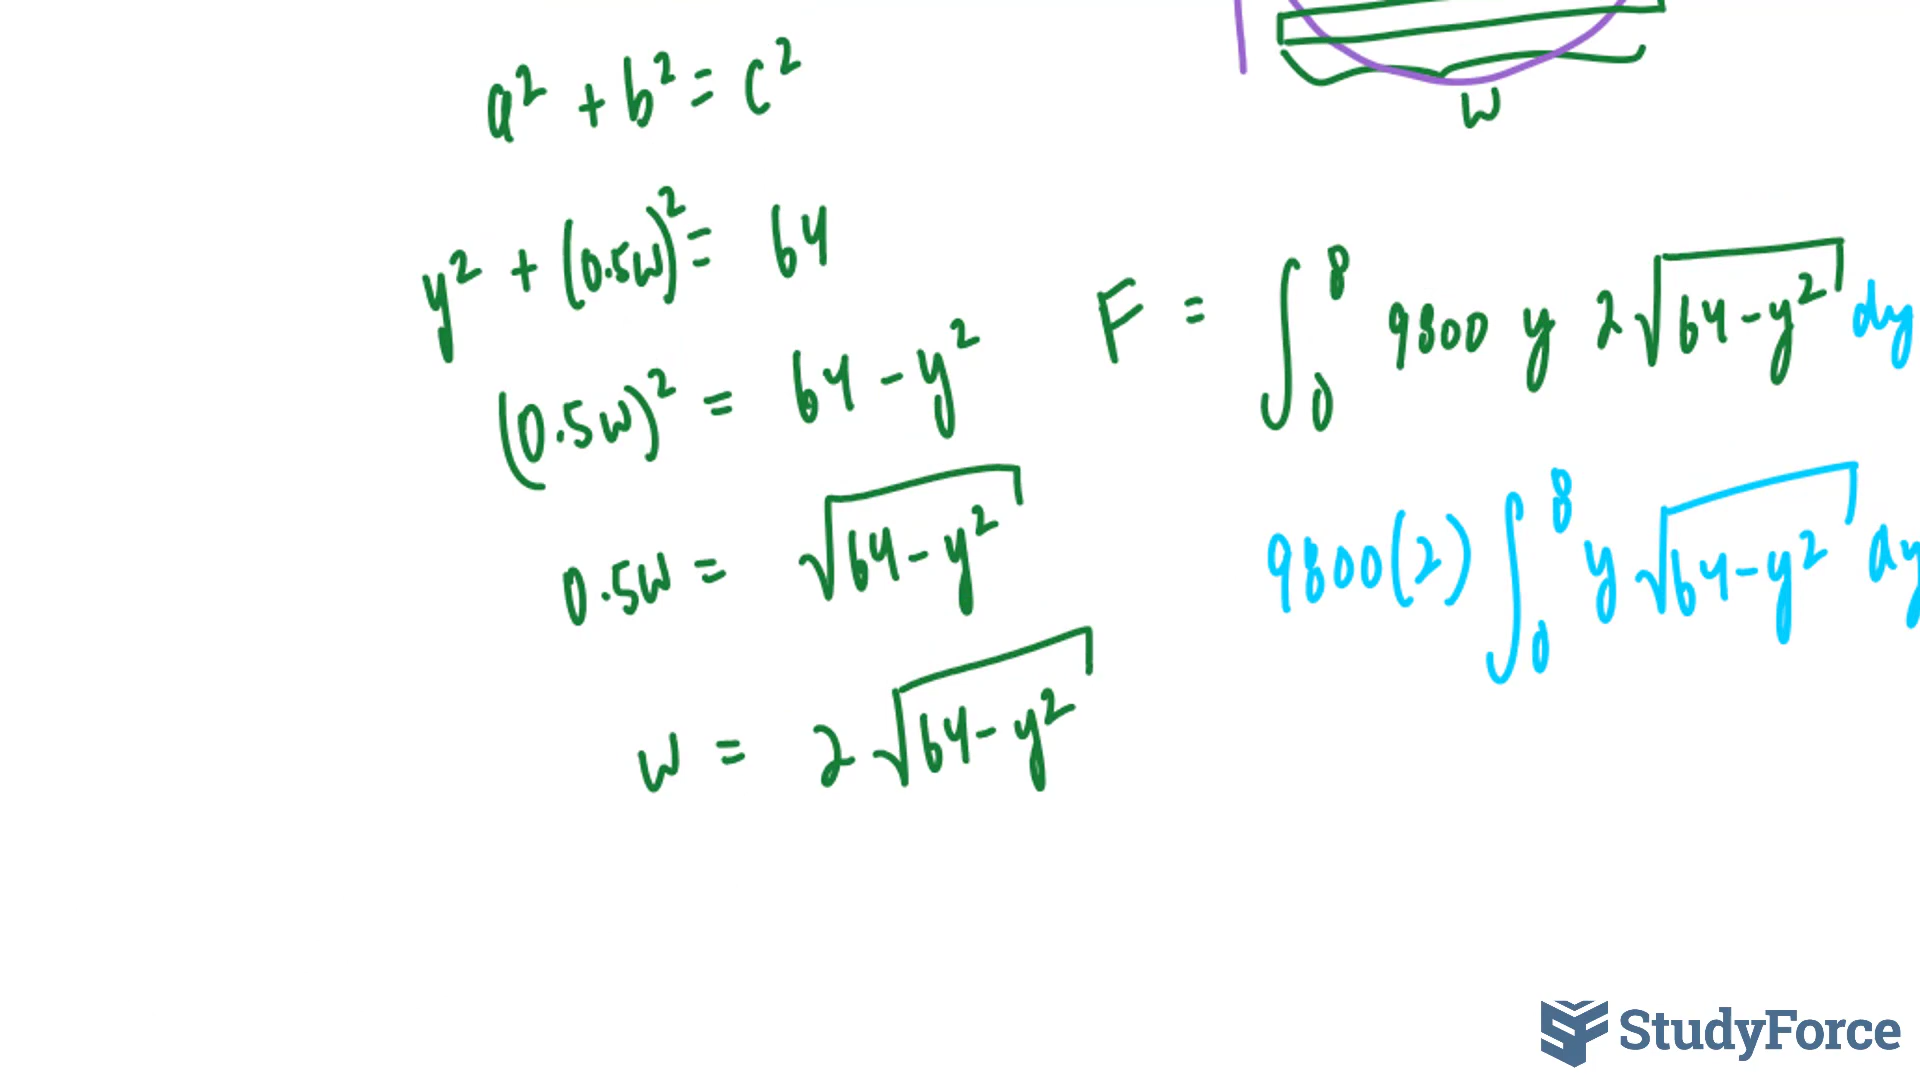 a² + b² = c²
y² + (0.5w)² = 64
(0.5w)² = 64 - y²
0.5w = √64 - y²
w = 2√64 - y²
w
F = ∫₀⁸ 9800 y 2√64 - y² dy
9800(2) ∫₀⁸ y √64 - y² dy
StudyForce